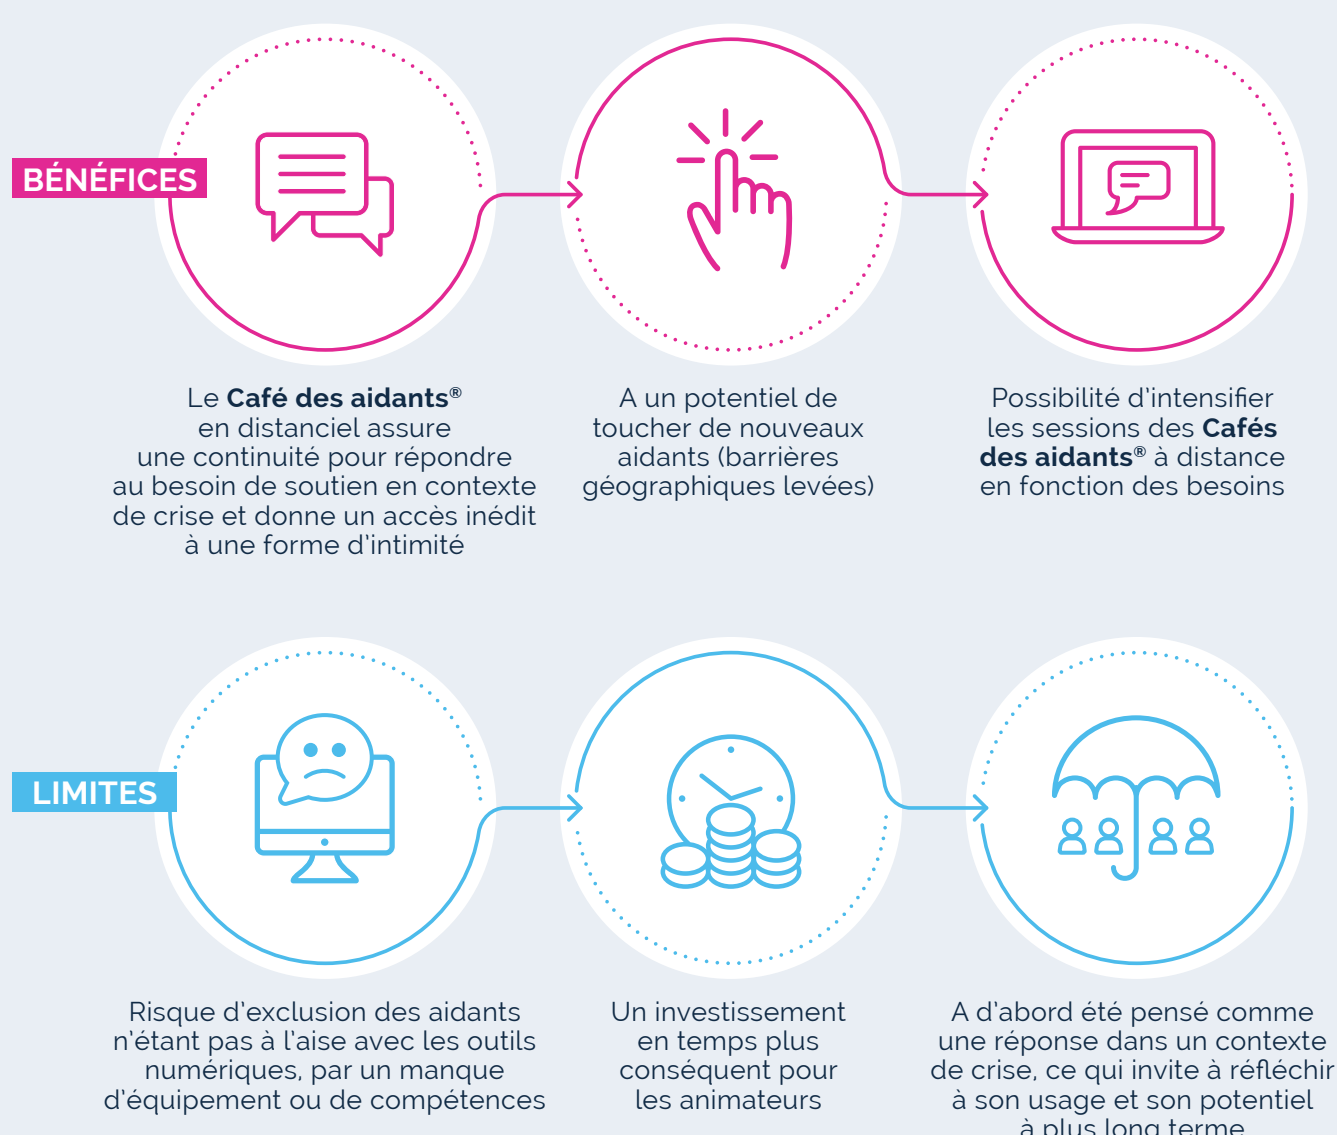 BÉNÉFICES
Le Café des aidants®
en distanciel assure
une continuité pour répondre
au besoin de soutien en contexte
de crise et donne un accès inédit
à une forme d'intimité
A un potentiel de
toucher de nouveaux
aidants (barrières
géographiques levées)
Possibilité d'intensifier
les sessions des Cafés
des aidants® à distance
en fonction des besoins
LIMITES
Risque d'exclusion des aidants
n'étant pas à l'aise avec les outils
numériques, par un manque
d'équipement ou de compétences
Un investissement
en temps plus
conséquent pour
les animateurs
A d'abord été pensé comme
une réponse dans un contexte
de crise, ce qui invite à réfléchir
à son usage et son potentiel
à plus long terme